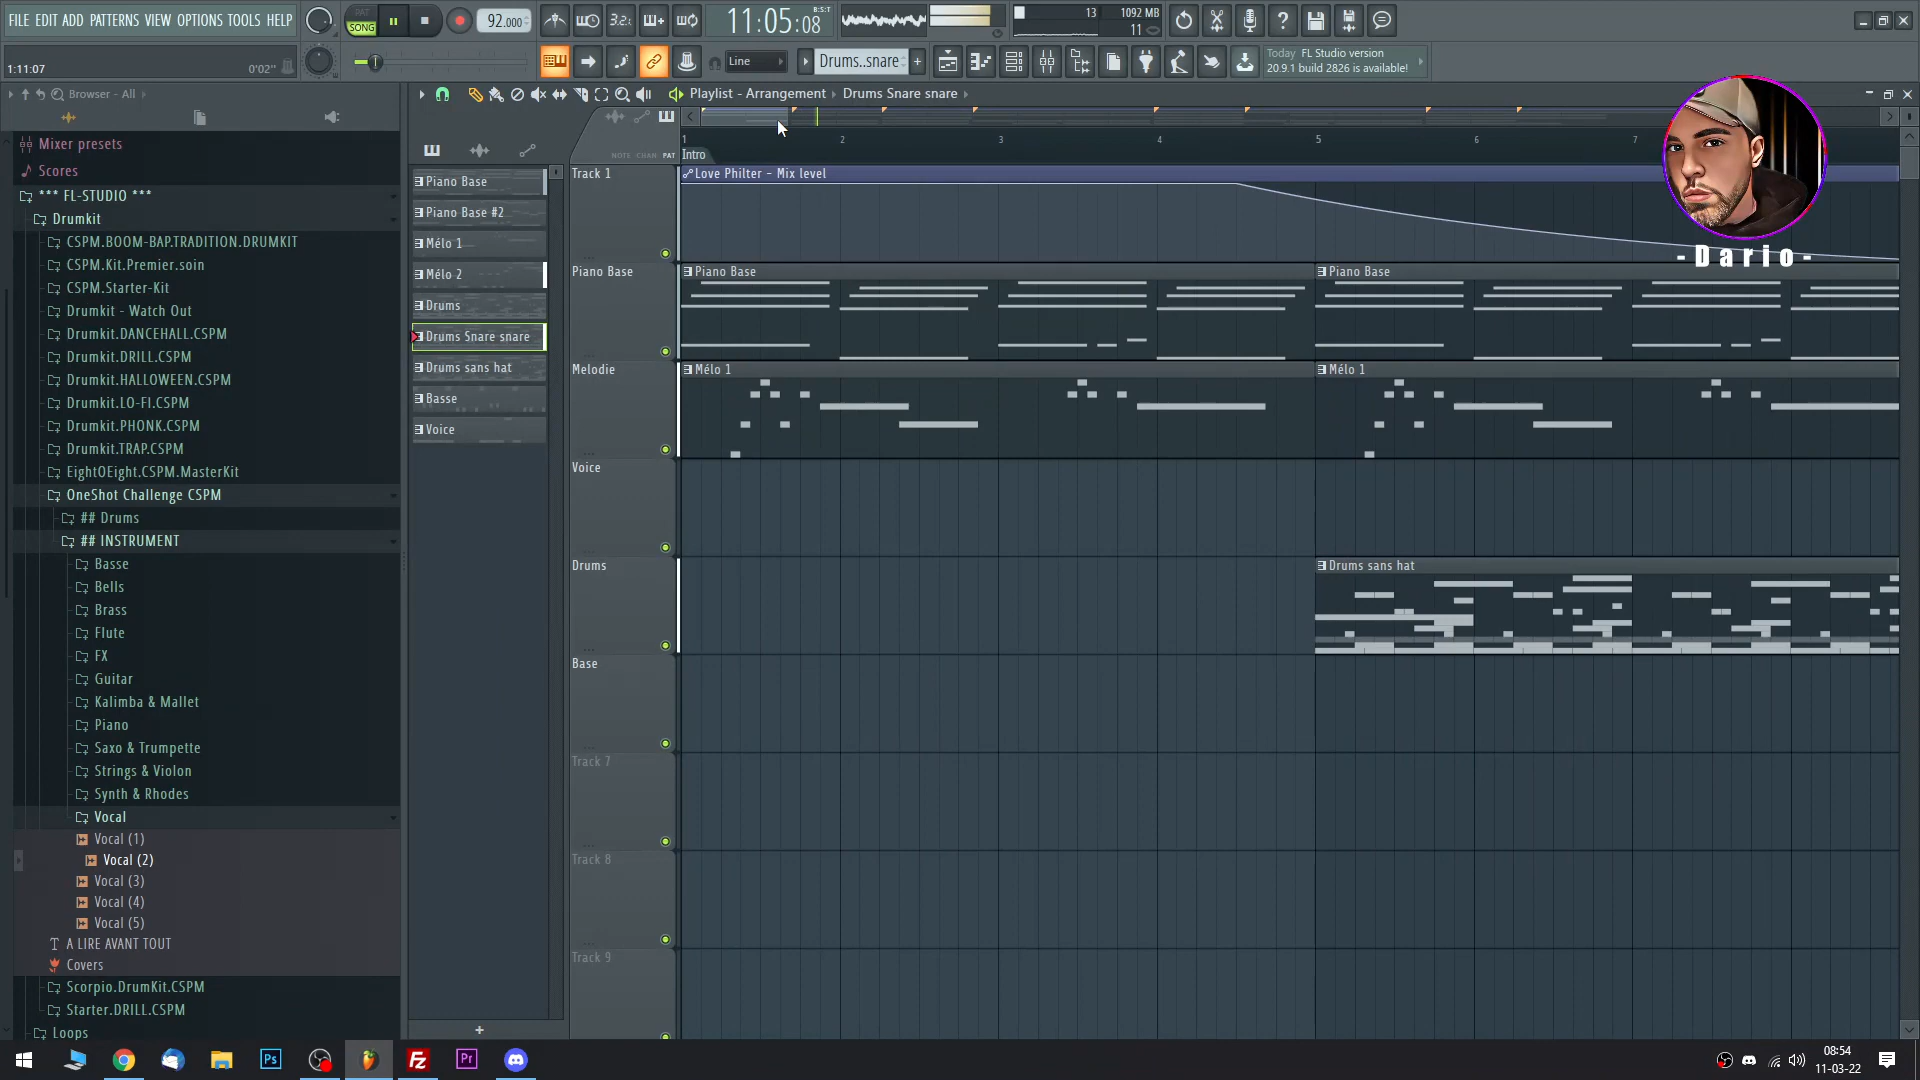 FILE EDIT ADD PATTERNS VIEW OPTIONS TOOLS HELP
PAT
SONG
92.000
3.2.
11:05:08
B:S:T
13
1092 MB
11
1:11:07
0'02"
Line
Drums..snare
Today
FL Studio version
20.9.1 build 2826 is available!
Browser - All
Playlist - Arrangement
Drums Snare snare
Mixer presets
Scores
*** FL-STUDIO ***
Drumkit
CSPM.BOOM-BAP.TRADITION.DRUMKIT
CSPM.Kit.Premier.soin
CSPM.Starter-Kit
Drumkit - Watch Out
Drumkit.DANCEHALL.CSPM
Drumkit.DRILL.CSPM
Drumkit.HALLOWEEN.CSPM
Drumkit.LO-FI.CSPM
Drumkit.PHONK.CSPM
Drumkit.TRAP.CSPM
EightOEight.CSPM.MasterKit
OneShot Challenge CSPM
## Drums
## INSTRUMENT
Basse
Bells
Brass
Flute
FX
Guitar
Kalimba & Mallet
Piano
Saxo & Trumpette
Strings & Violon
Synth & Rhodes
Vocal
Vocal (1)
Vocal (2)
Vocal (3)
Vocal (4)
Vocal (5)
A LIRE AVANT TOUT
Covers
Scorpio.DrumKit.CSPM
Starter.DRILL.CSPM
Loops
Piano Base
Piano Base #2
Mélo 1
Mélo 2
Drums
Drums Snare snare
Drums sans hat
Basse
Voice
NOTE CHAN PAT
1 2 3 4 5 6 7
Intro
Track 1
Love Philter - Mix level
Piano Base
Piano Base
Piano Base
Melodie
Mélo 1
Mélo 1
Voice
Drums
Drums sans hat
Base
Track 7
Track 8
Track 9
-Dario-
Ps
Fz
Pr
08:54
11-03-22